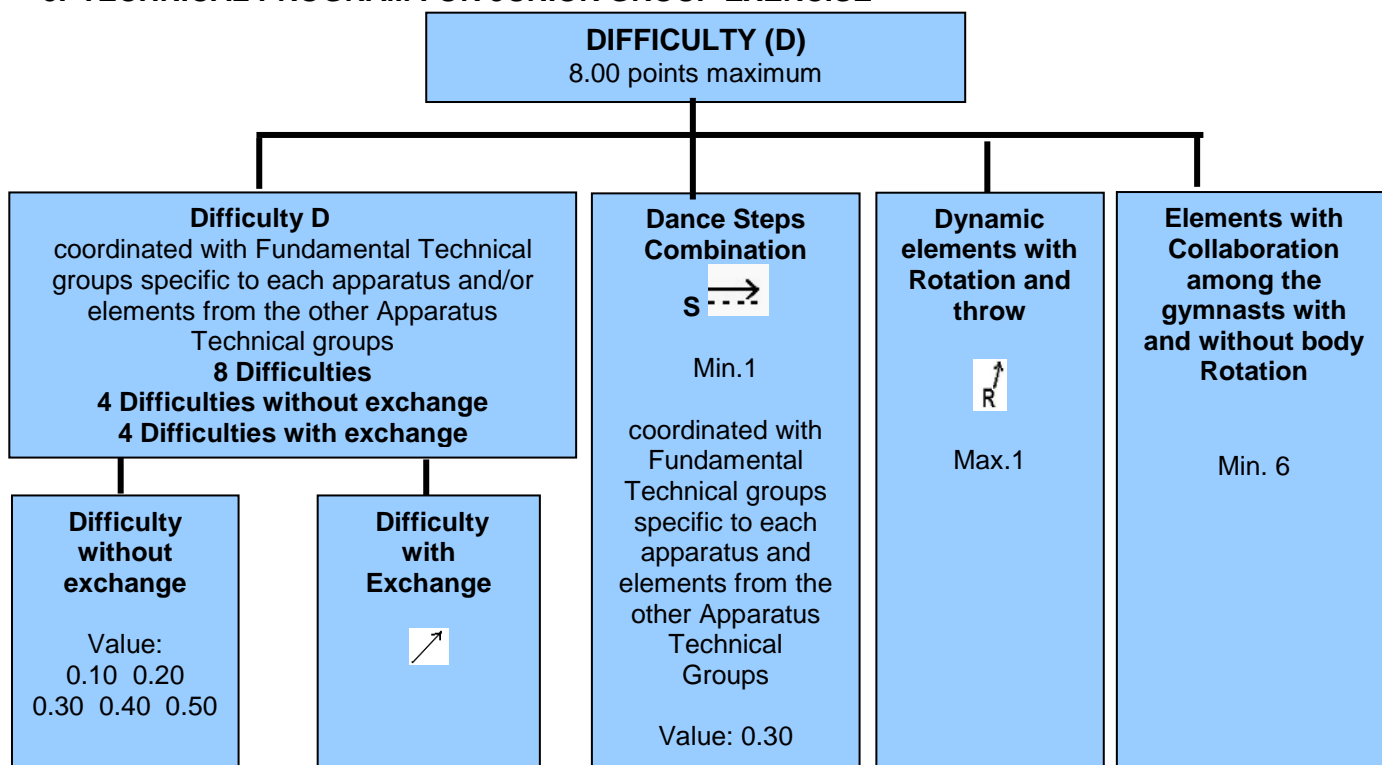 DIFFICULTY (D)
8.00 points maximum
Difficulty D
coordinated with Fundamental Technical
groups specific to each apparatus and/or
elements from the other Apparatus
Technical groups
8 Difficulties
4 Difficulties without exchange
4 Difficulties with exchange
Difficulty
without
exchange
Value:
0.10 0.20
0.30 0.40 0.50
Difficulty
with
Exchange
Dance Steps
Combination
S
Min.1
coordinated with
Fundamental
Technical groups
specific to each
apparatus and
elements from the
other Apparatus
Technical
Groups
Value: 0.30
Dynamic
elements with
Rotation and
throw
R
Max.1
Elements with
Collaboration
among the
gymnasts with
and without body
Rotation
Min. 6